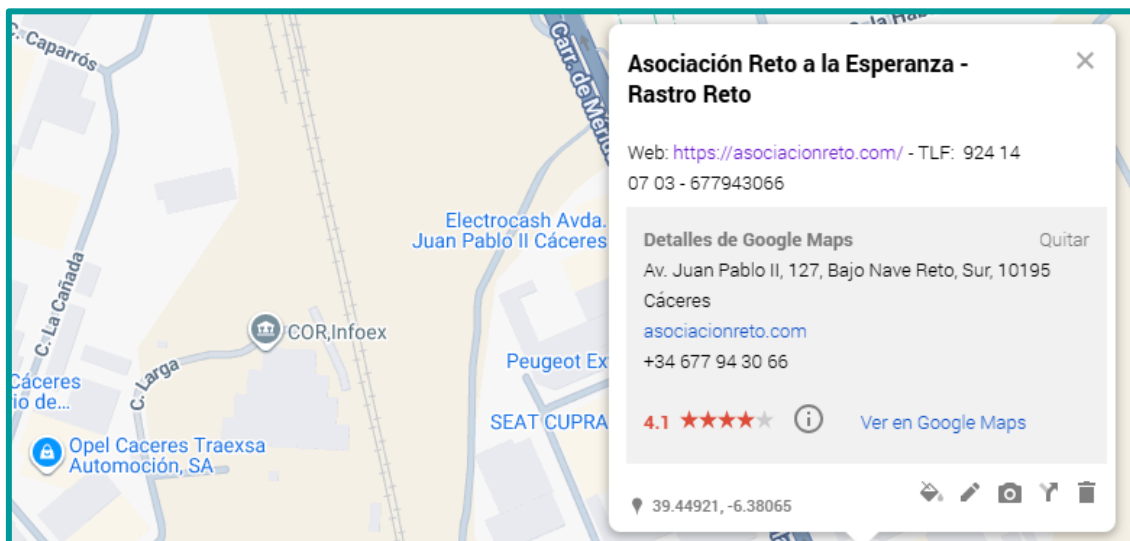 C. Caparrós
C. La Cañada
Cáceres
io de...
Opel Caceres Traexsa
Automoción, SA
C. Larga
COR,Infoex
Carr. de Mérid
Electrocash Avda.
Juan Pablo II Cáceres
Peugeot Ex
SEAT CUPRA
C. la Hab
Asociación Reto a la Esperanza -
Rastro Reto
Web: https://asociacionreto.com/ - TLF: 924 14
07 03 - 677943066
Detalles de Google Maps
Quitar
Av. Juan Pablo II, 127, Bajo Nave Reto, Sur, 10195
Cáceres
asociacionreto.com
+34 677 94 30 66
4.1
Ver en Google Maps
39.44921, -6.38065